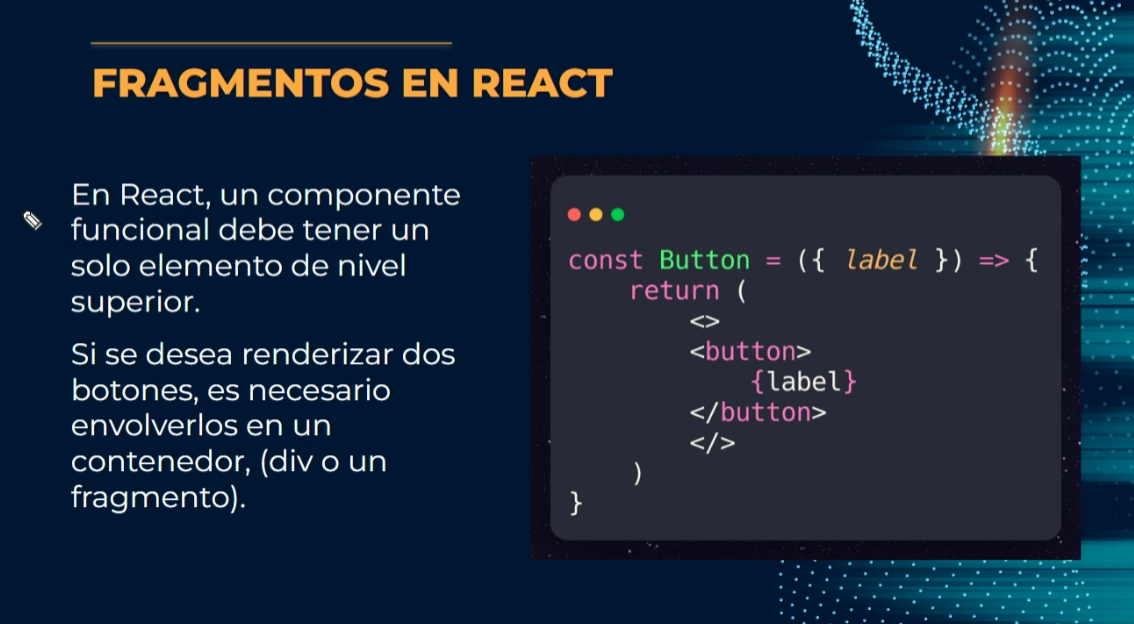 FRAGMENTOS EN REACT
En React, un componente
funcional debe tener un
solo elemento de nivel
superior.
Si se desea renderizar dos
botones, es necesario
envolverlos en un
contenedor, (div o un
fragmento).
const Button = ({ label }) => {
    return (
        <>
        <button>
            {label}
        </button>
        </>
    )
}